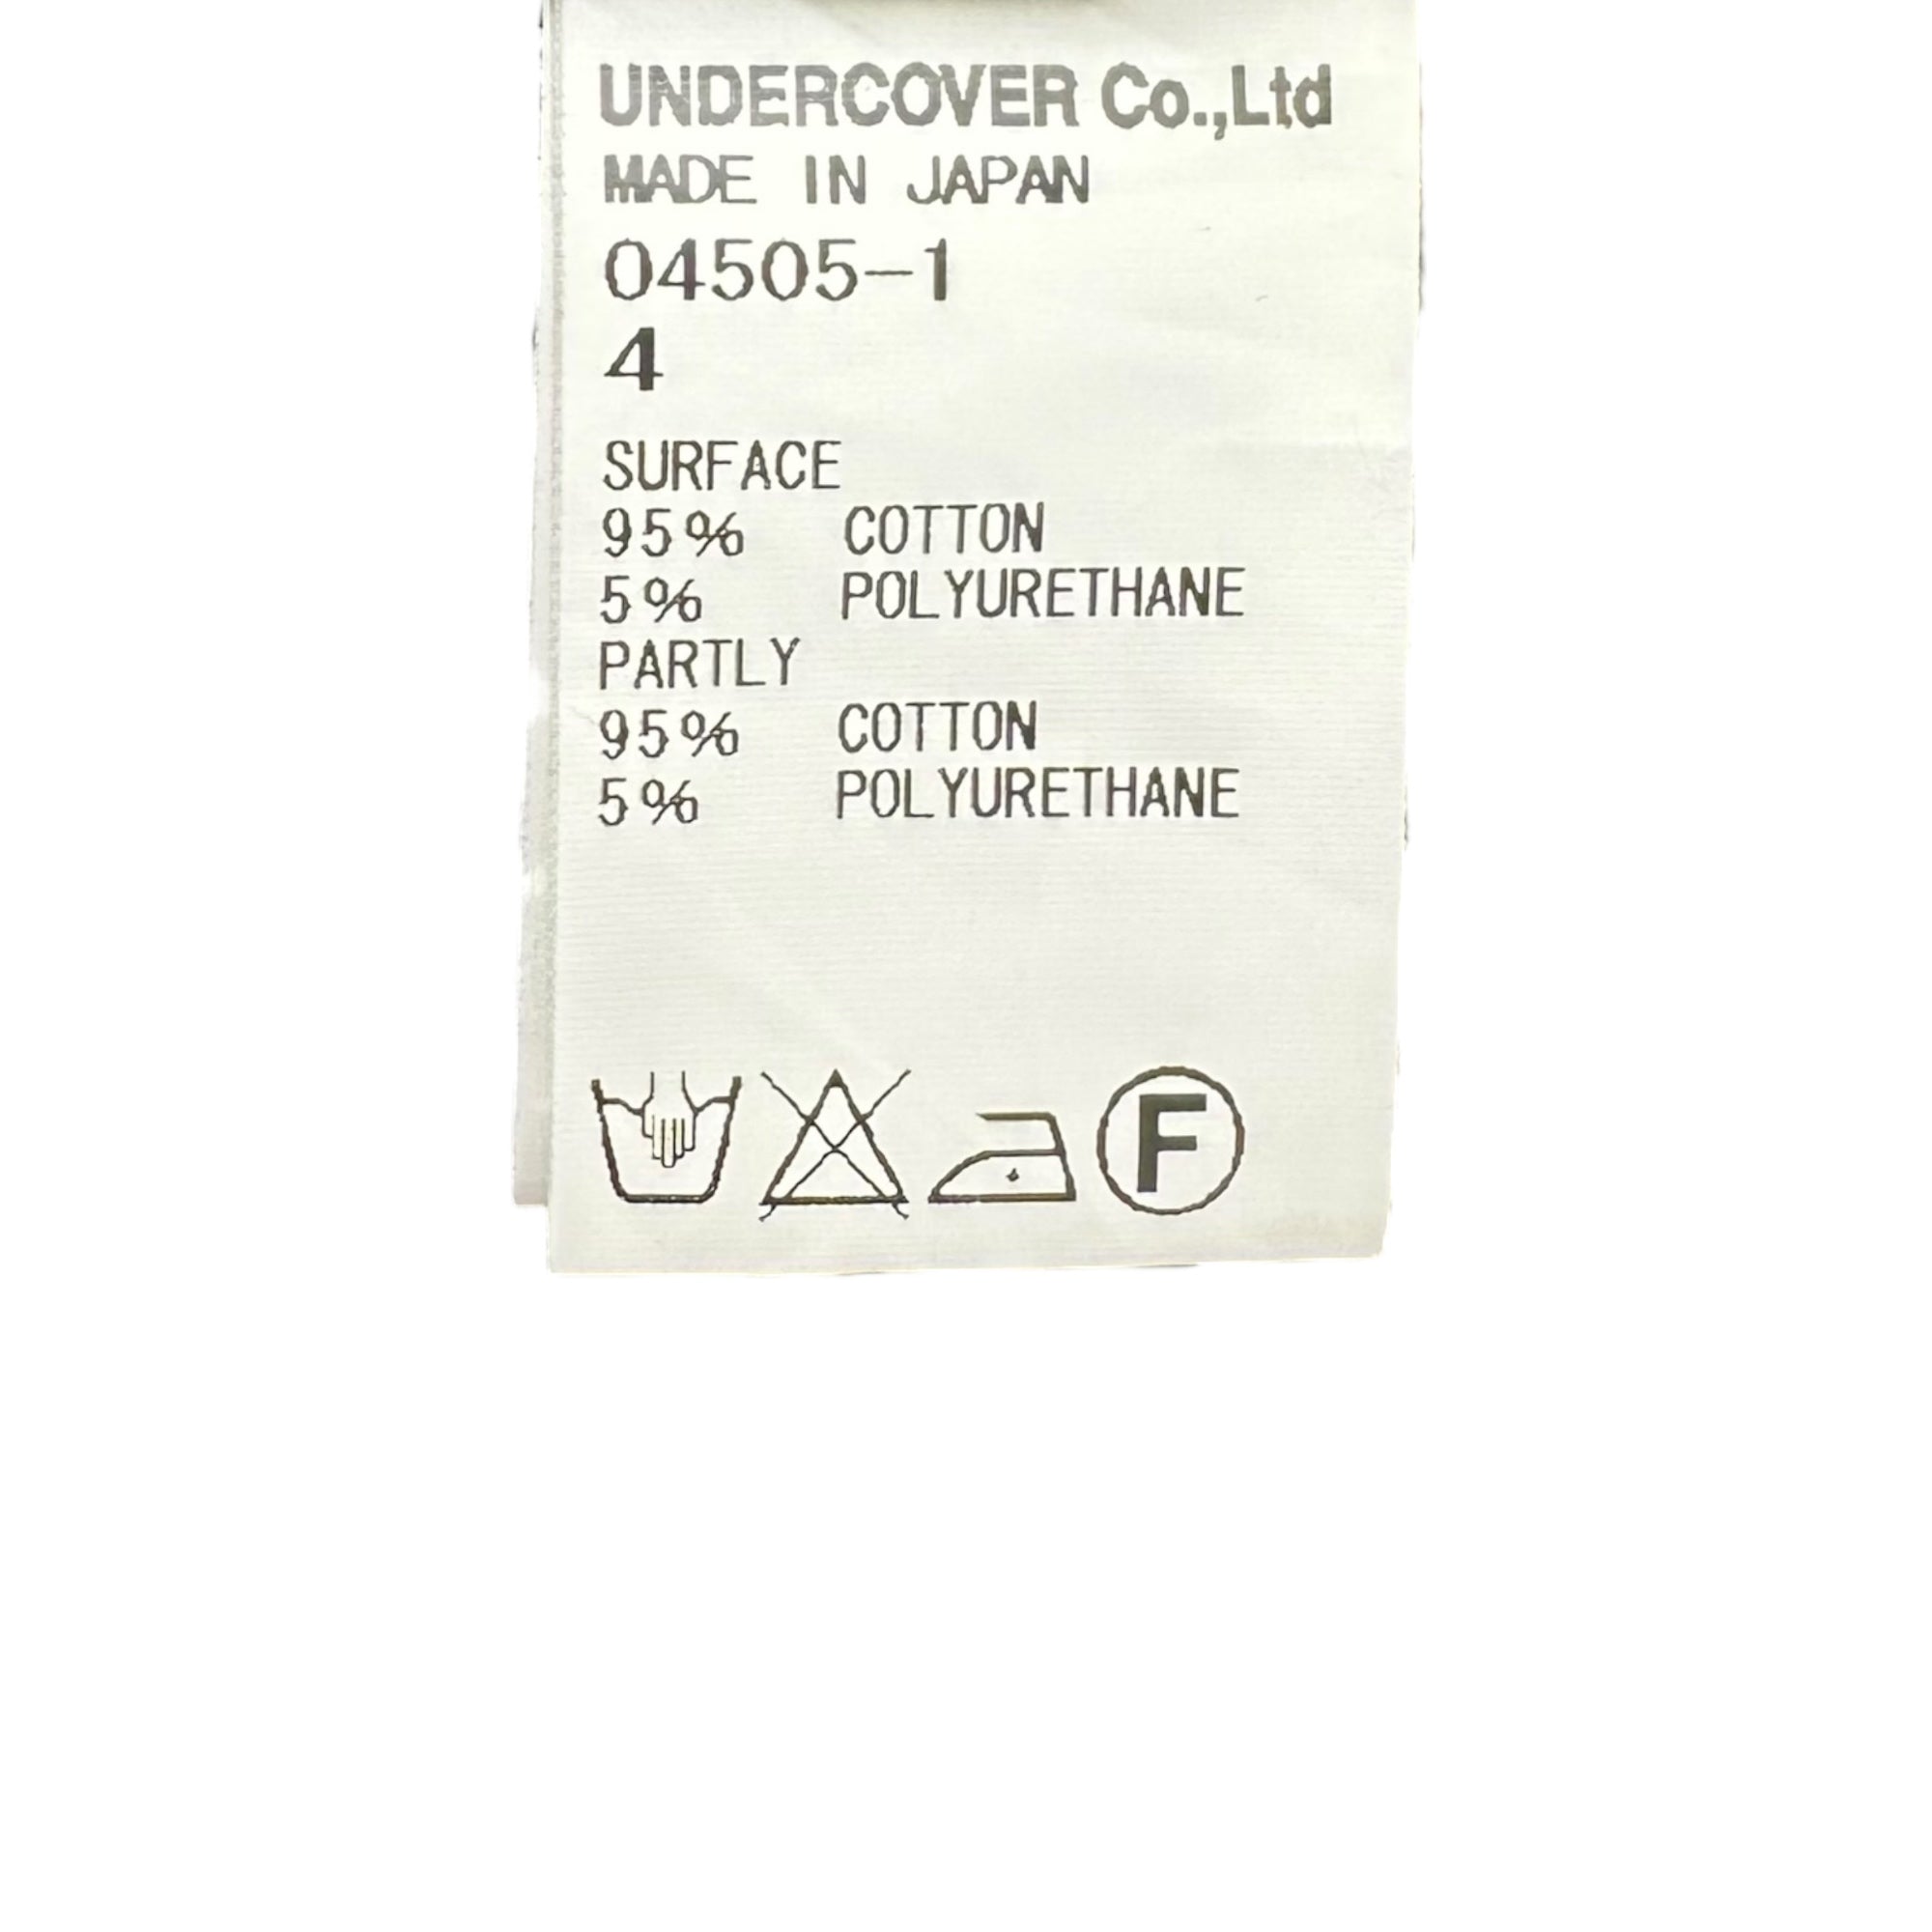 UNDERCOVER Co.,Ltd
MADE IN JAPAN
04505-1
4
SURFACE
95% COTTON
5% POLYURETHANE
PARTLY
95% COTTON
5% POLYURETHANE
F